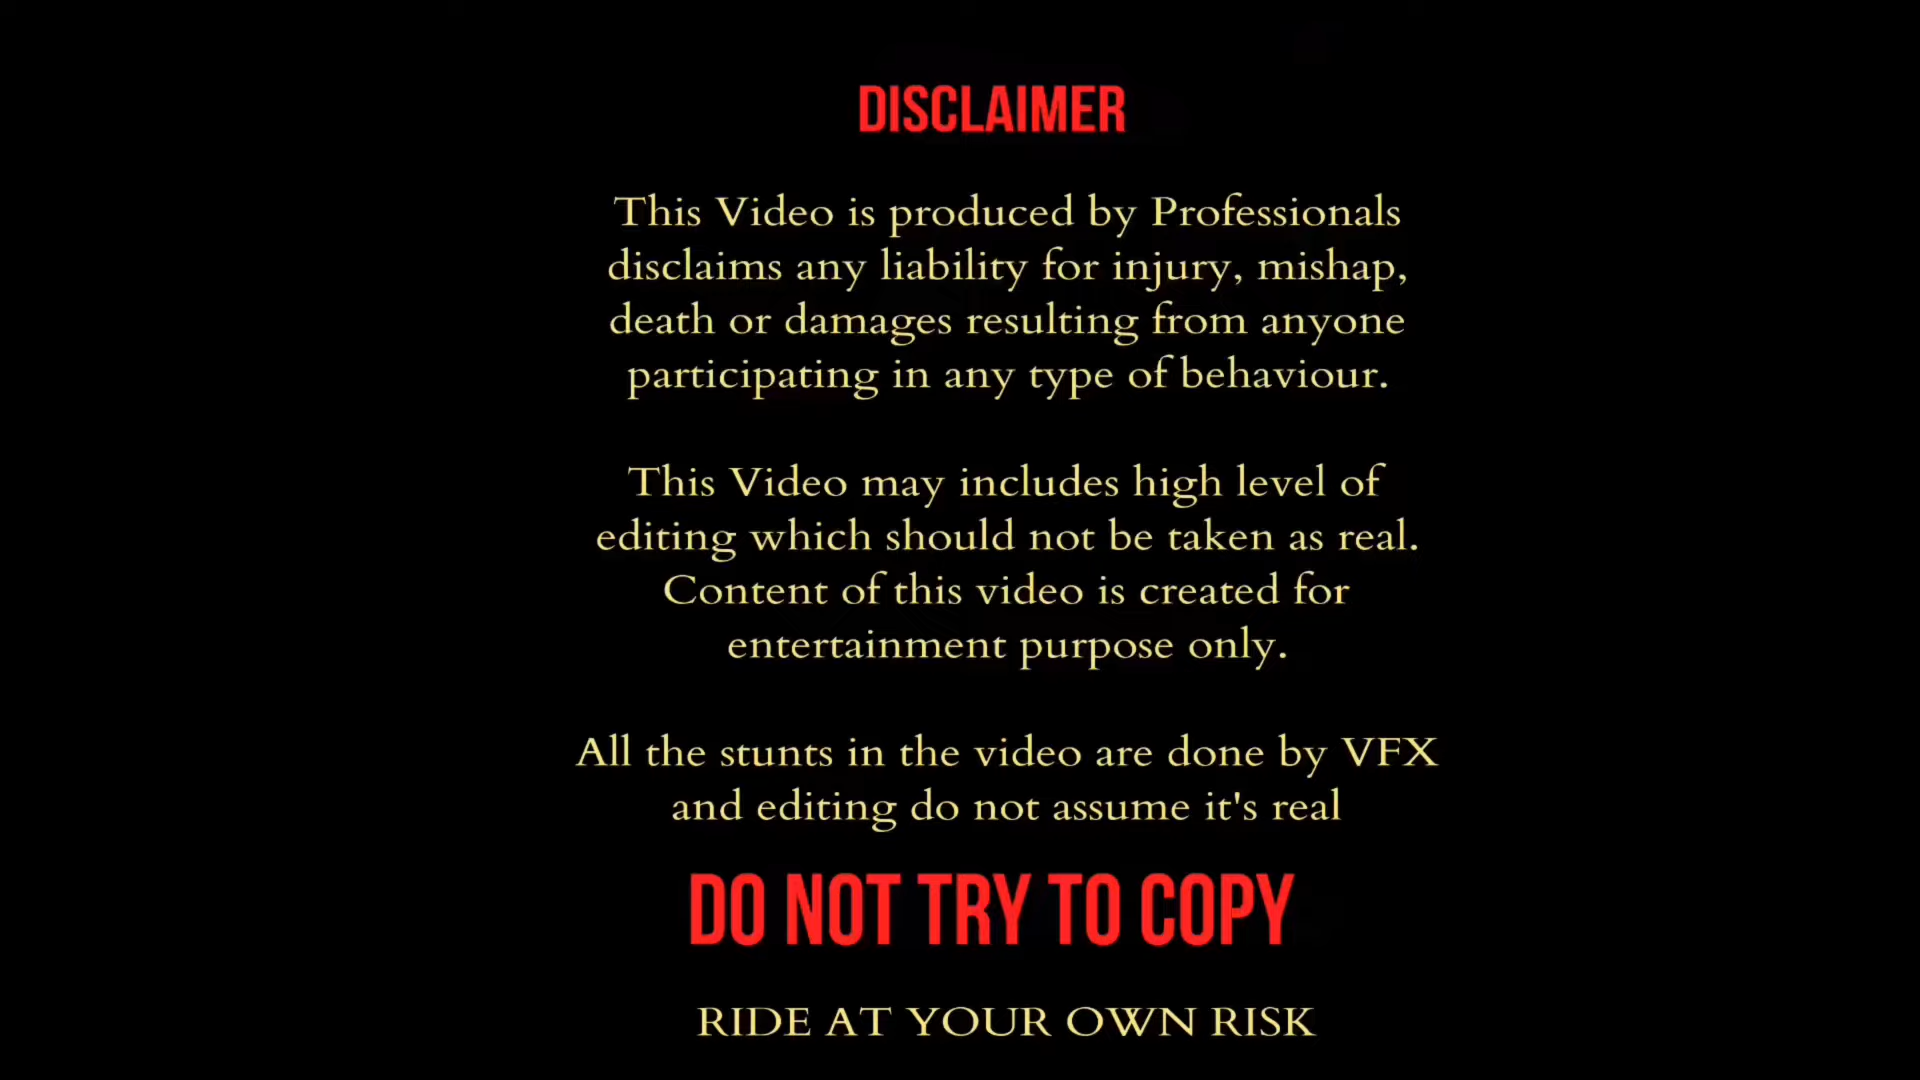 DISCLAIMER
This Video is produced by Professionals
disclaims any liability for injury, mishap,
death or damages resulting from anyone
participating in any type of behaviour.
This Video may includes high level of
editing which should not be taken as real.
Content of this video is created for
entertainment purpose only.
All the stunts in the video are done by VFX
and editing do not assume it's real
DO NOT TRY TO COPY
RIDE AT YOUR OWN RISK